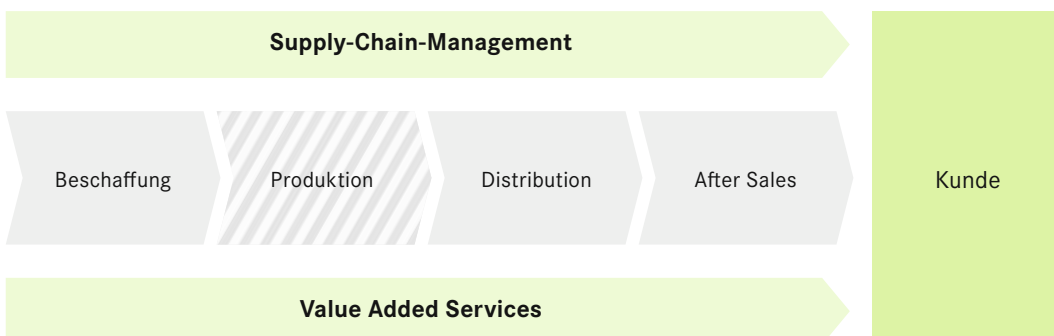 Supply-Chain-Management
Beschaffung
Produktion
Distribution
After Sales
Kunde
Value Added Services